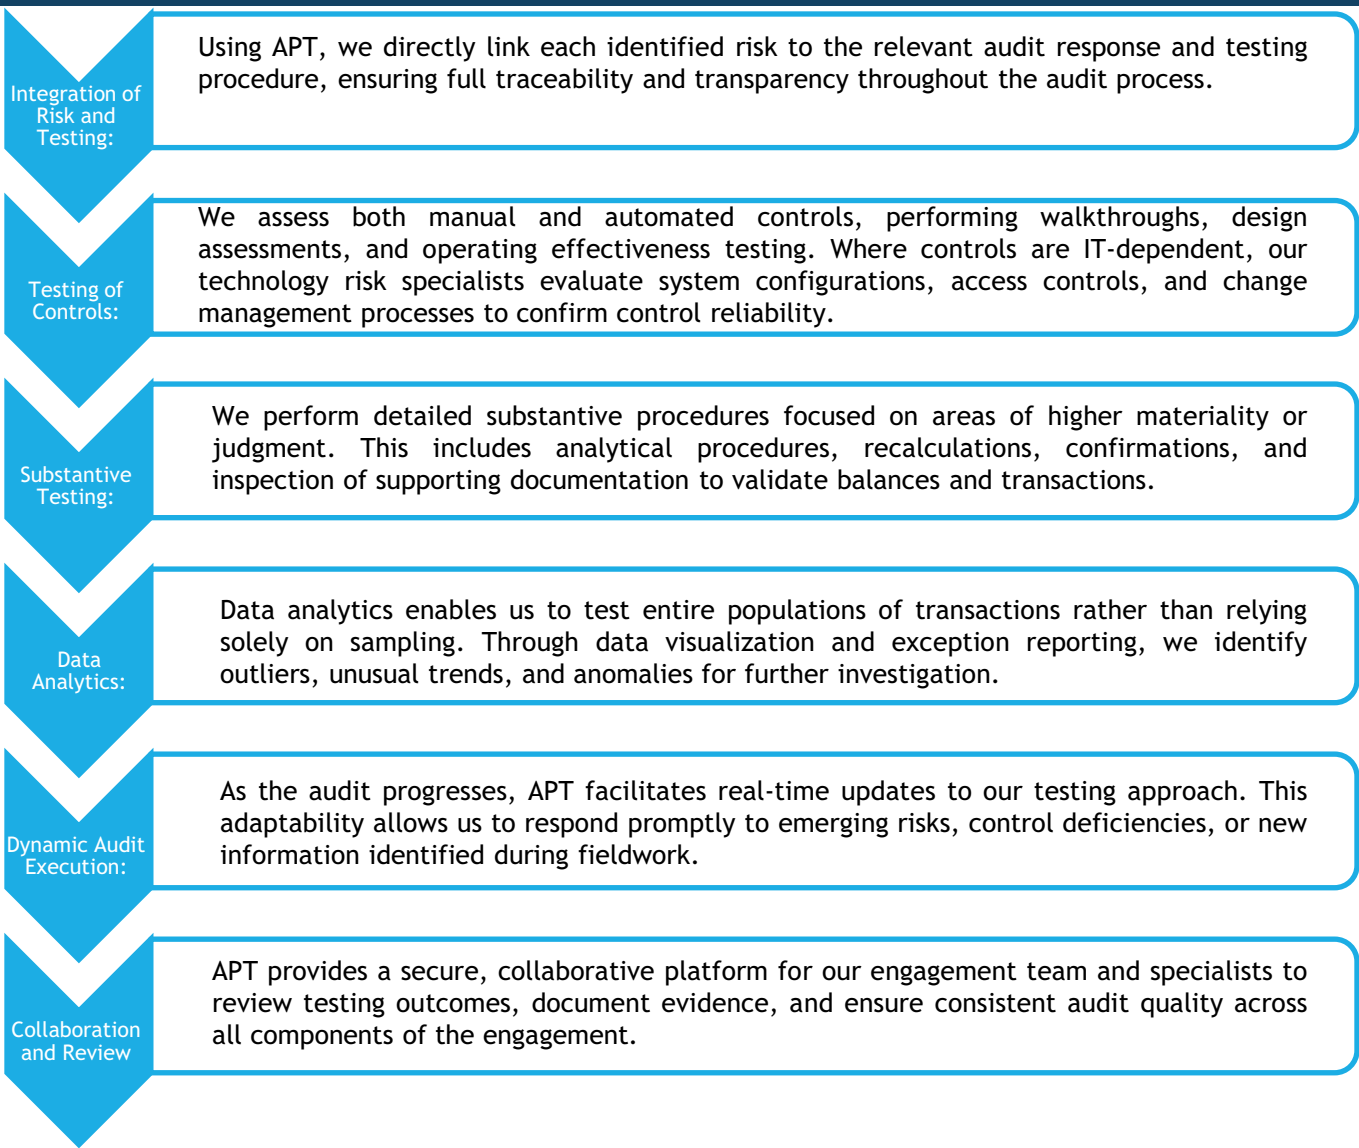 Integration of
Risk and
Testing:
Using APT, we directly link each identified risk to the relevant audit response and testing
procedure, ensuring full traceability and transparency throughout the audit process.
Testing of
Controls:
We assess both manual and automated controls, performing walkthroughs, design
assessments, and operating effectiveness testing. Where controls are IT-dependent, our
technology risk specialists evaluate system configurations, access controls, and change
management processes to confirm control reliability.
Substantive
Testing:
We perform detailed substantive procedures focused on areas of higher materiality or
judgment. This includes analytical procedures, recalculations, confirmations, and
inspection of supporting documentation to validate balances and transactions.
Data
Analytics:
Data analytics enables us to test entire populations of transactions rather than relying
solely on sampling. Through data visualization and exception reporting, we identify
outliers, unusual trends, and anomalies for further investigation.
Dynamic Audit
Execution:
As the audit progresses, APT facilitates real-time updates to our testing approach. This
adaptability allows us to respond promptly to emerging risks, control deficiencies, or new
information identified during fieldwork.
Collaboration
and Review
APT provides a secure, collaborative platform for our engagement team and specialists to
review testing outcomes, document evidence, and ensure consistent audit quality across
all components of the engagement.